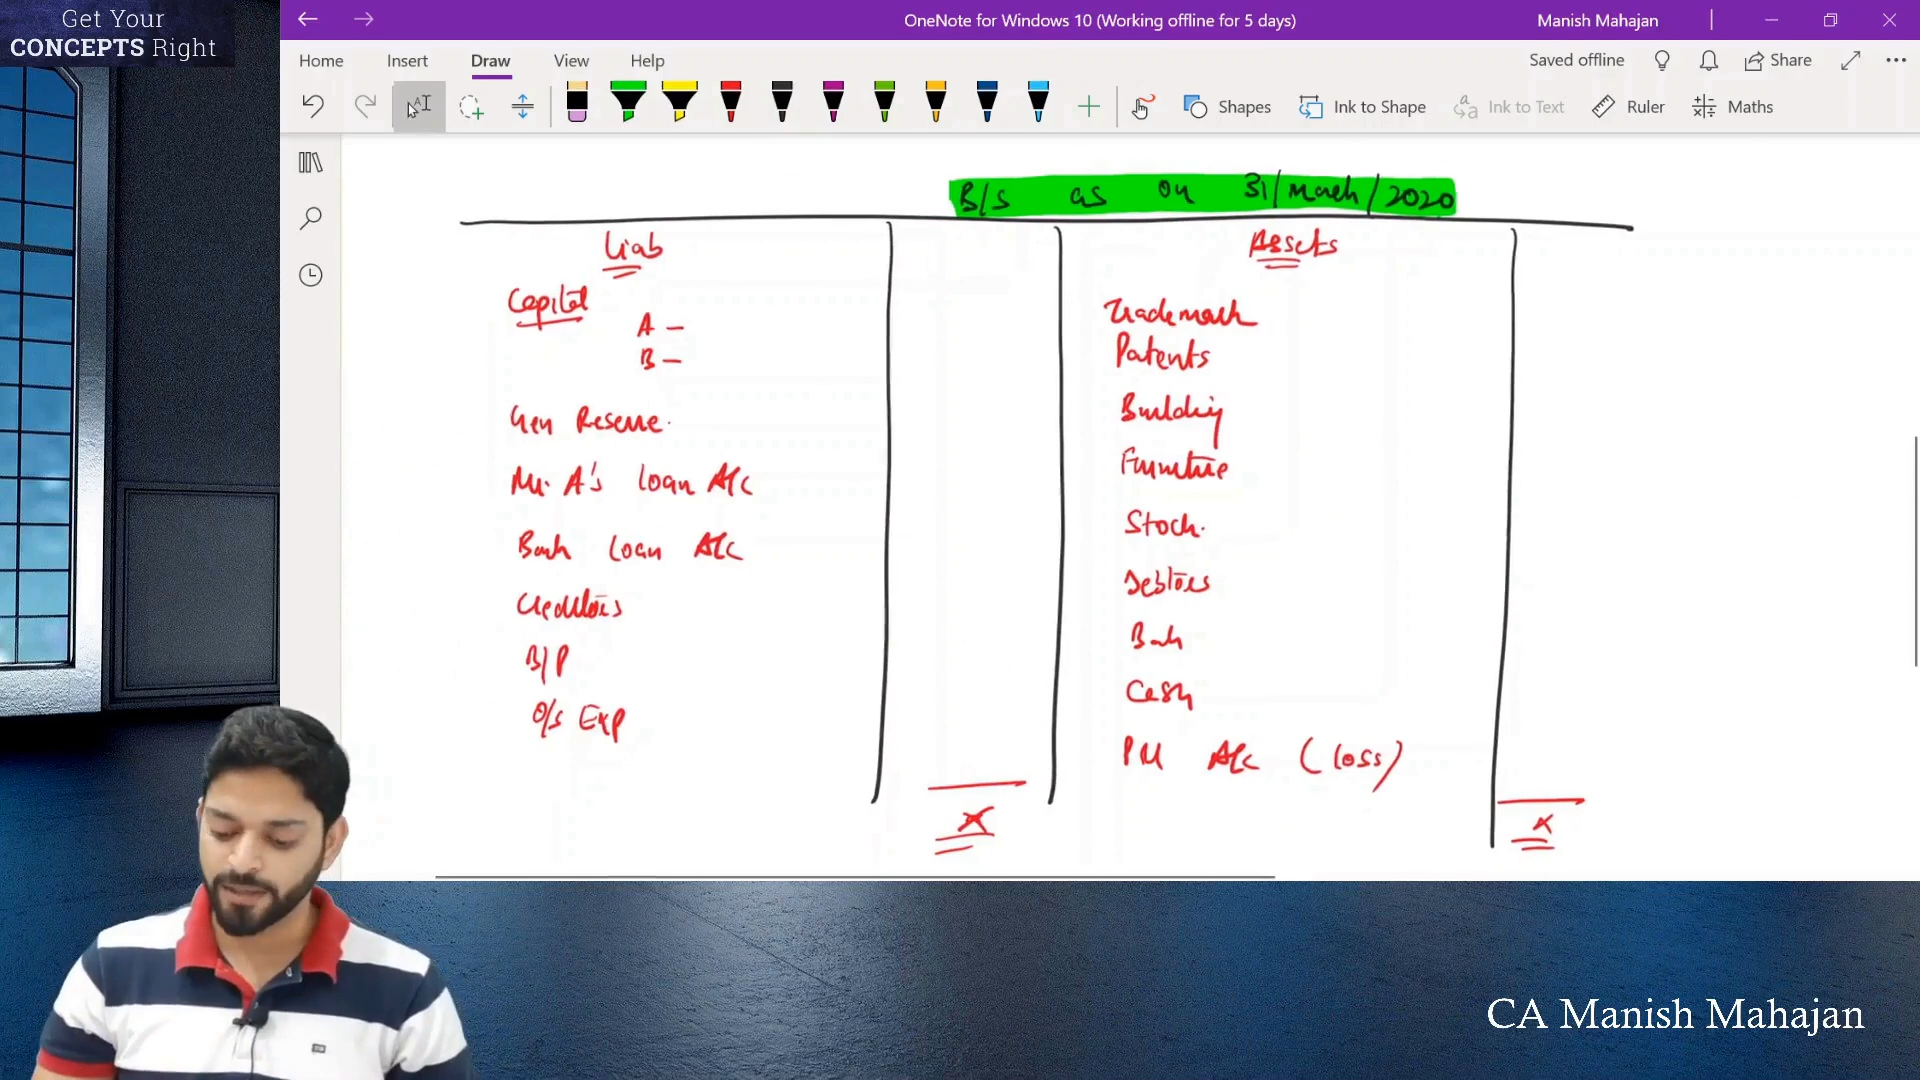 Get Your
CONCEPTS Right
OneNote for Windows 10 (Working offline for 5 days)
Manish Mahajan
Home Insert Draw View Help
Saved offline
Share
Shapes
Ink to Shape
Ink to Text
Ruler
Maths
B/S as on 31/March/2020
Liab
Assets
Capital
A –
B –
Gen Reserve.
Mr. A's Loan A/c
Bank Loan A/c
Creditors
B/P
O/s Exp
x
Trademark
Patents
Building
Furniture
Stock.
Debtors
Bank
Cash
P/L A/c (Loss)
x
CA Manish Mahajan